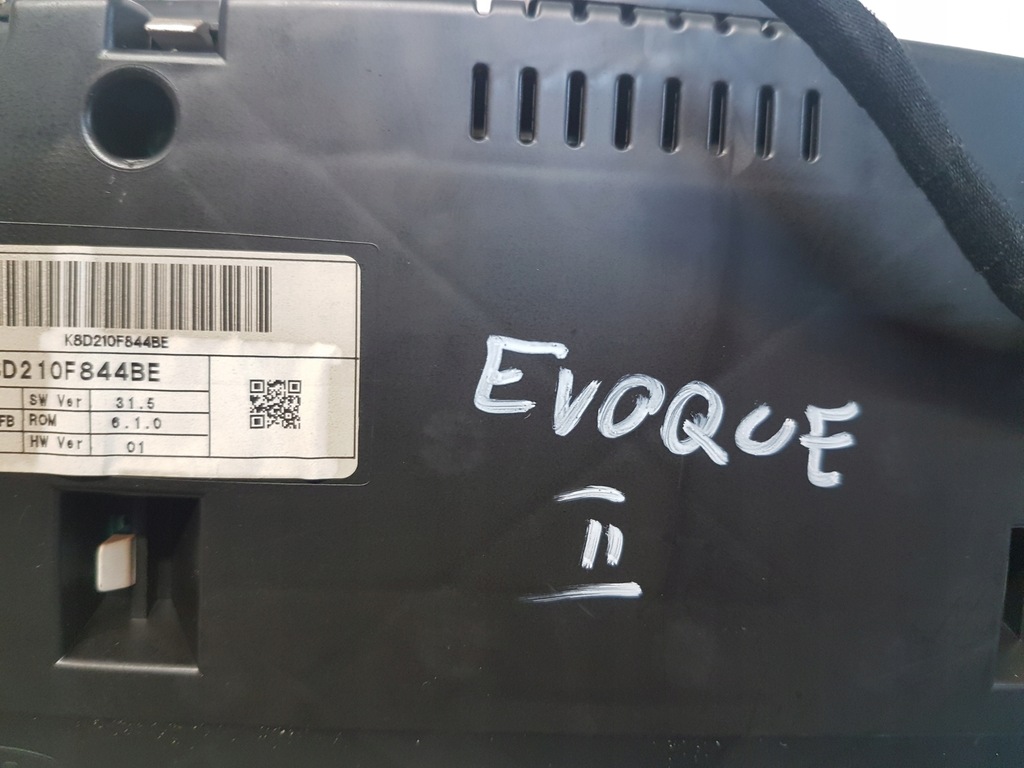 K8D210F844BE
D210F844BE
SW Ver 31.5
FB ROM 6.1.0
HW Ver 01
EVOQUE
II